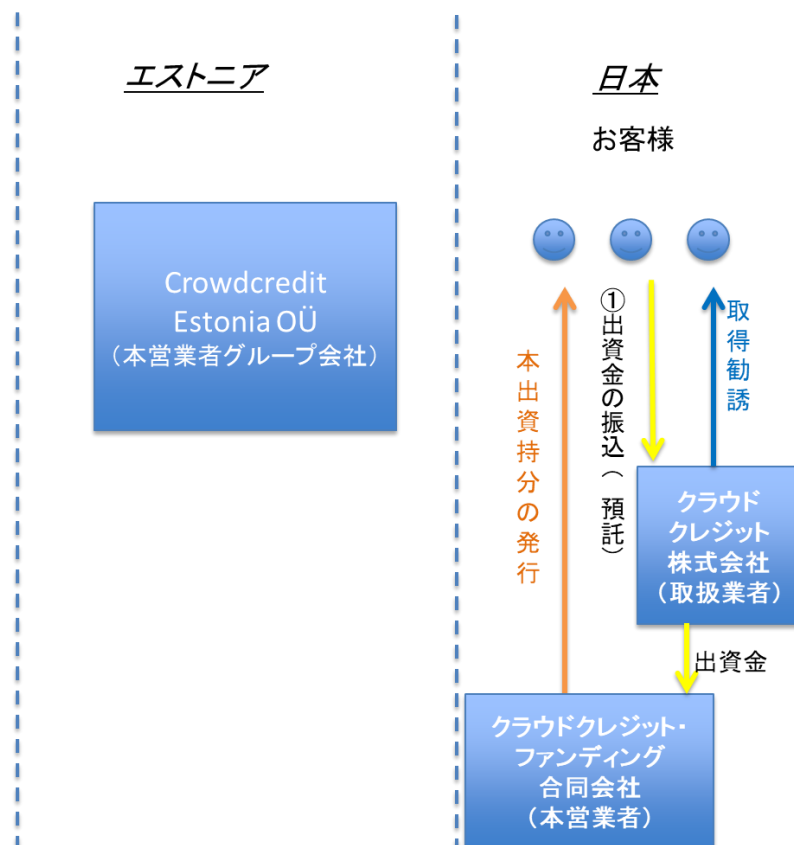 エストニア
日本
お客様
Crowdcredit
Estonia OÜ
（本営業者グループ会社）
本出資持分の発行
①出資金の振込（預託）
取得勧誘
クラウド
クレジット
株式会社
（取扱業者）
出資金
クラウドクレジット・
ファンディング
合同会社
（本営業者）